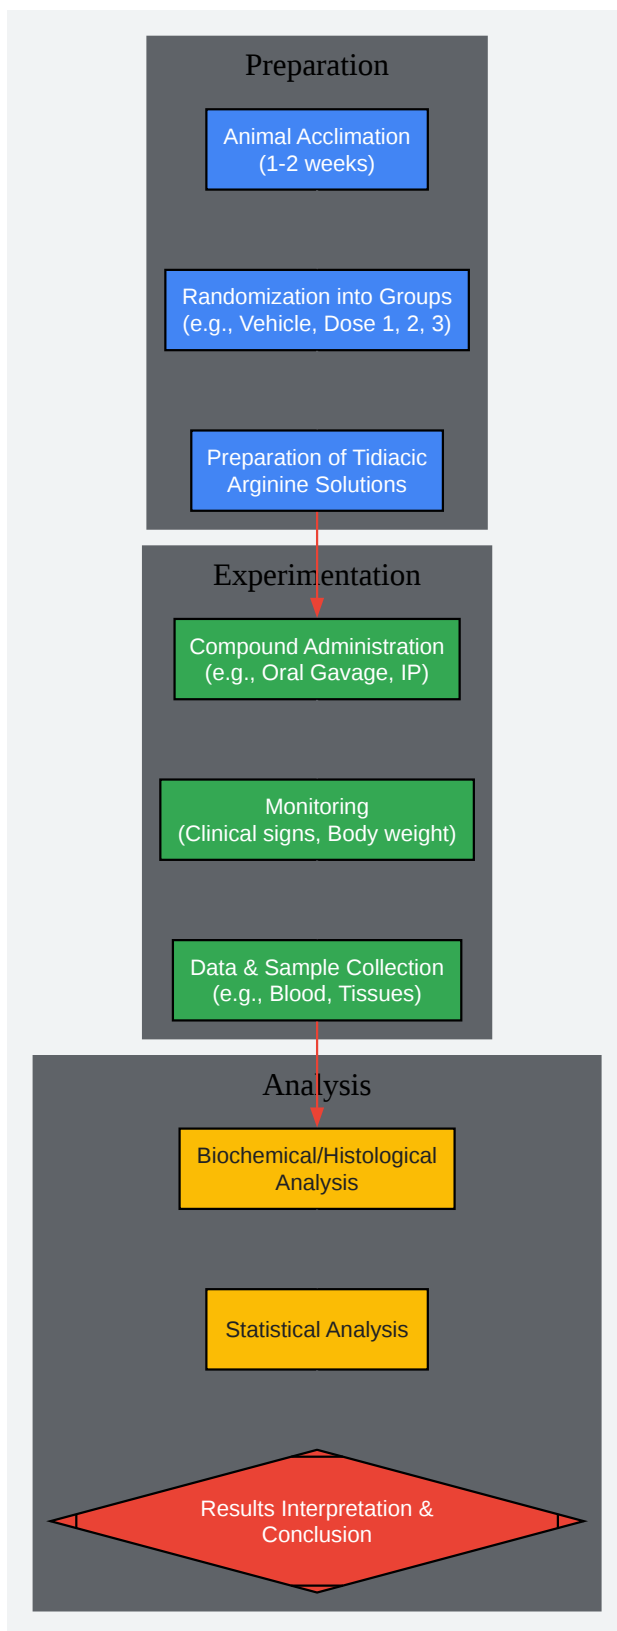 Preparation
Animal Acclimation
(1-2 weeks)
Randomization into Groups
(e.g., Vehicle, Dose 1, 2, 3)
Preparation of Tidiacic
Arginine Solutions
Experimentation
Compound Administration
(e.g., Oral Gavage, IP)
Monitoring
(Clinical signs, Body weight)
Data & Sample Collection
(e.g., Blood, Tissues)
Analysis
Biochemical/Histological
Analysis
Statistical Analysis
Results Interpretation &
Conclusion